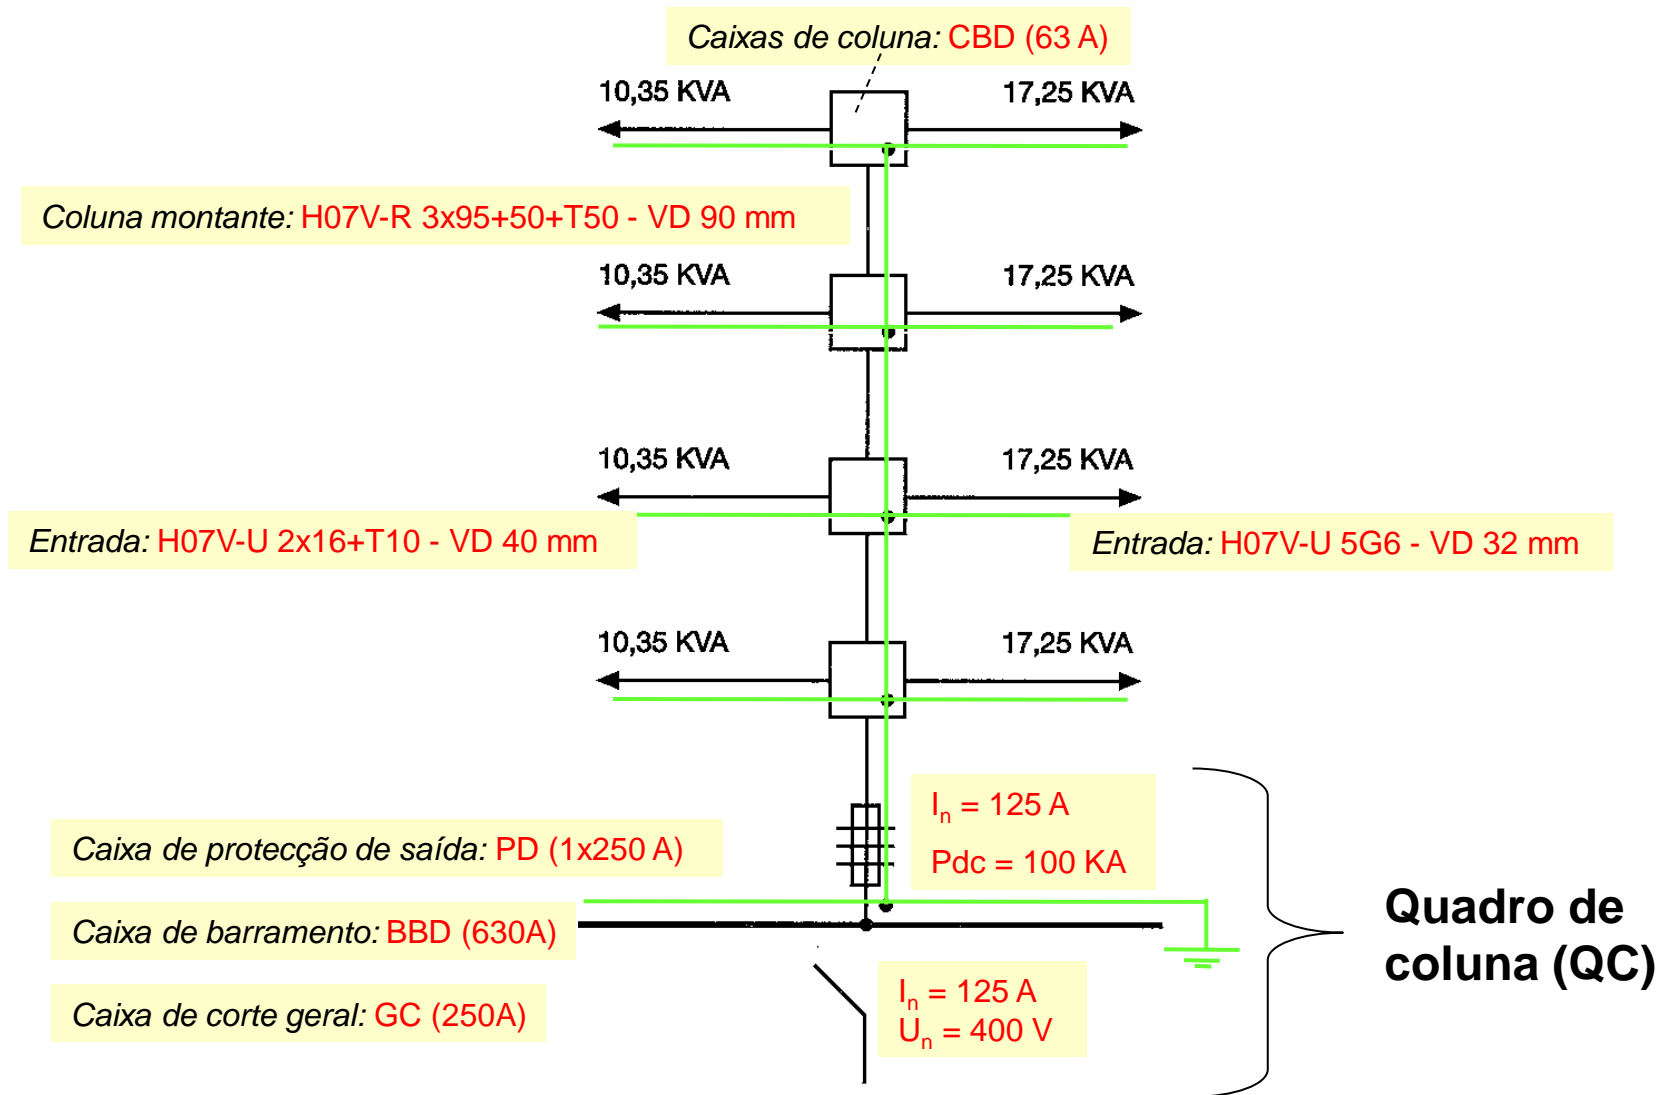 Caixas de coluna: CBD (63 A)
10,35 KVA
17,25 KVA
Coluna montante: H07V-R 3x95+50+T50 - VD 90 mm
10,35 KVA
17,25 KVA
10,35 KVA
17,25 KVA
Entrada: H07V-U 2x16+T10 - VD 40 mm
Entrada: H07V-U 5G6 - VD 32 mm
10,35 KVA
17,25 KVA
In = 125 A
Pdc = 100 KA
Caixa de protecção de saída: PD (1x250 A)
Caixa de barramento: BBD (630A)
Caixa de corte geral: GC (250A)
In = 125 A
Un = 400 V
Quadro de
coluna (QC)